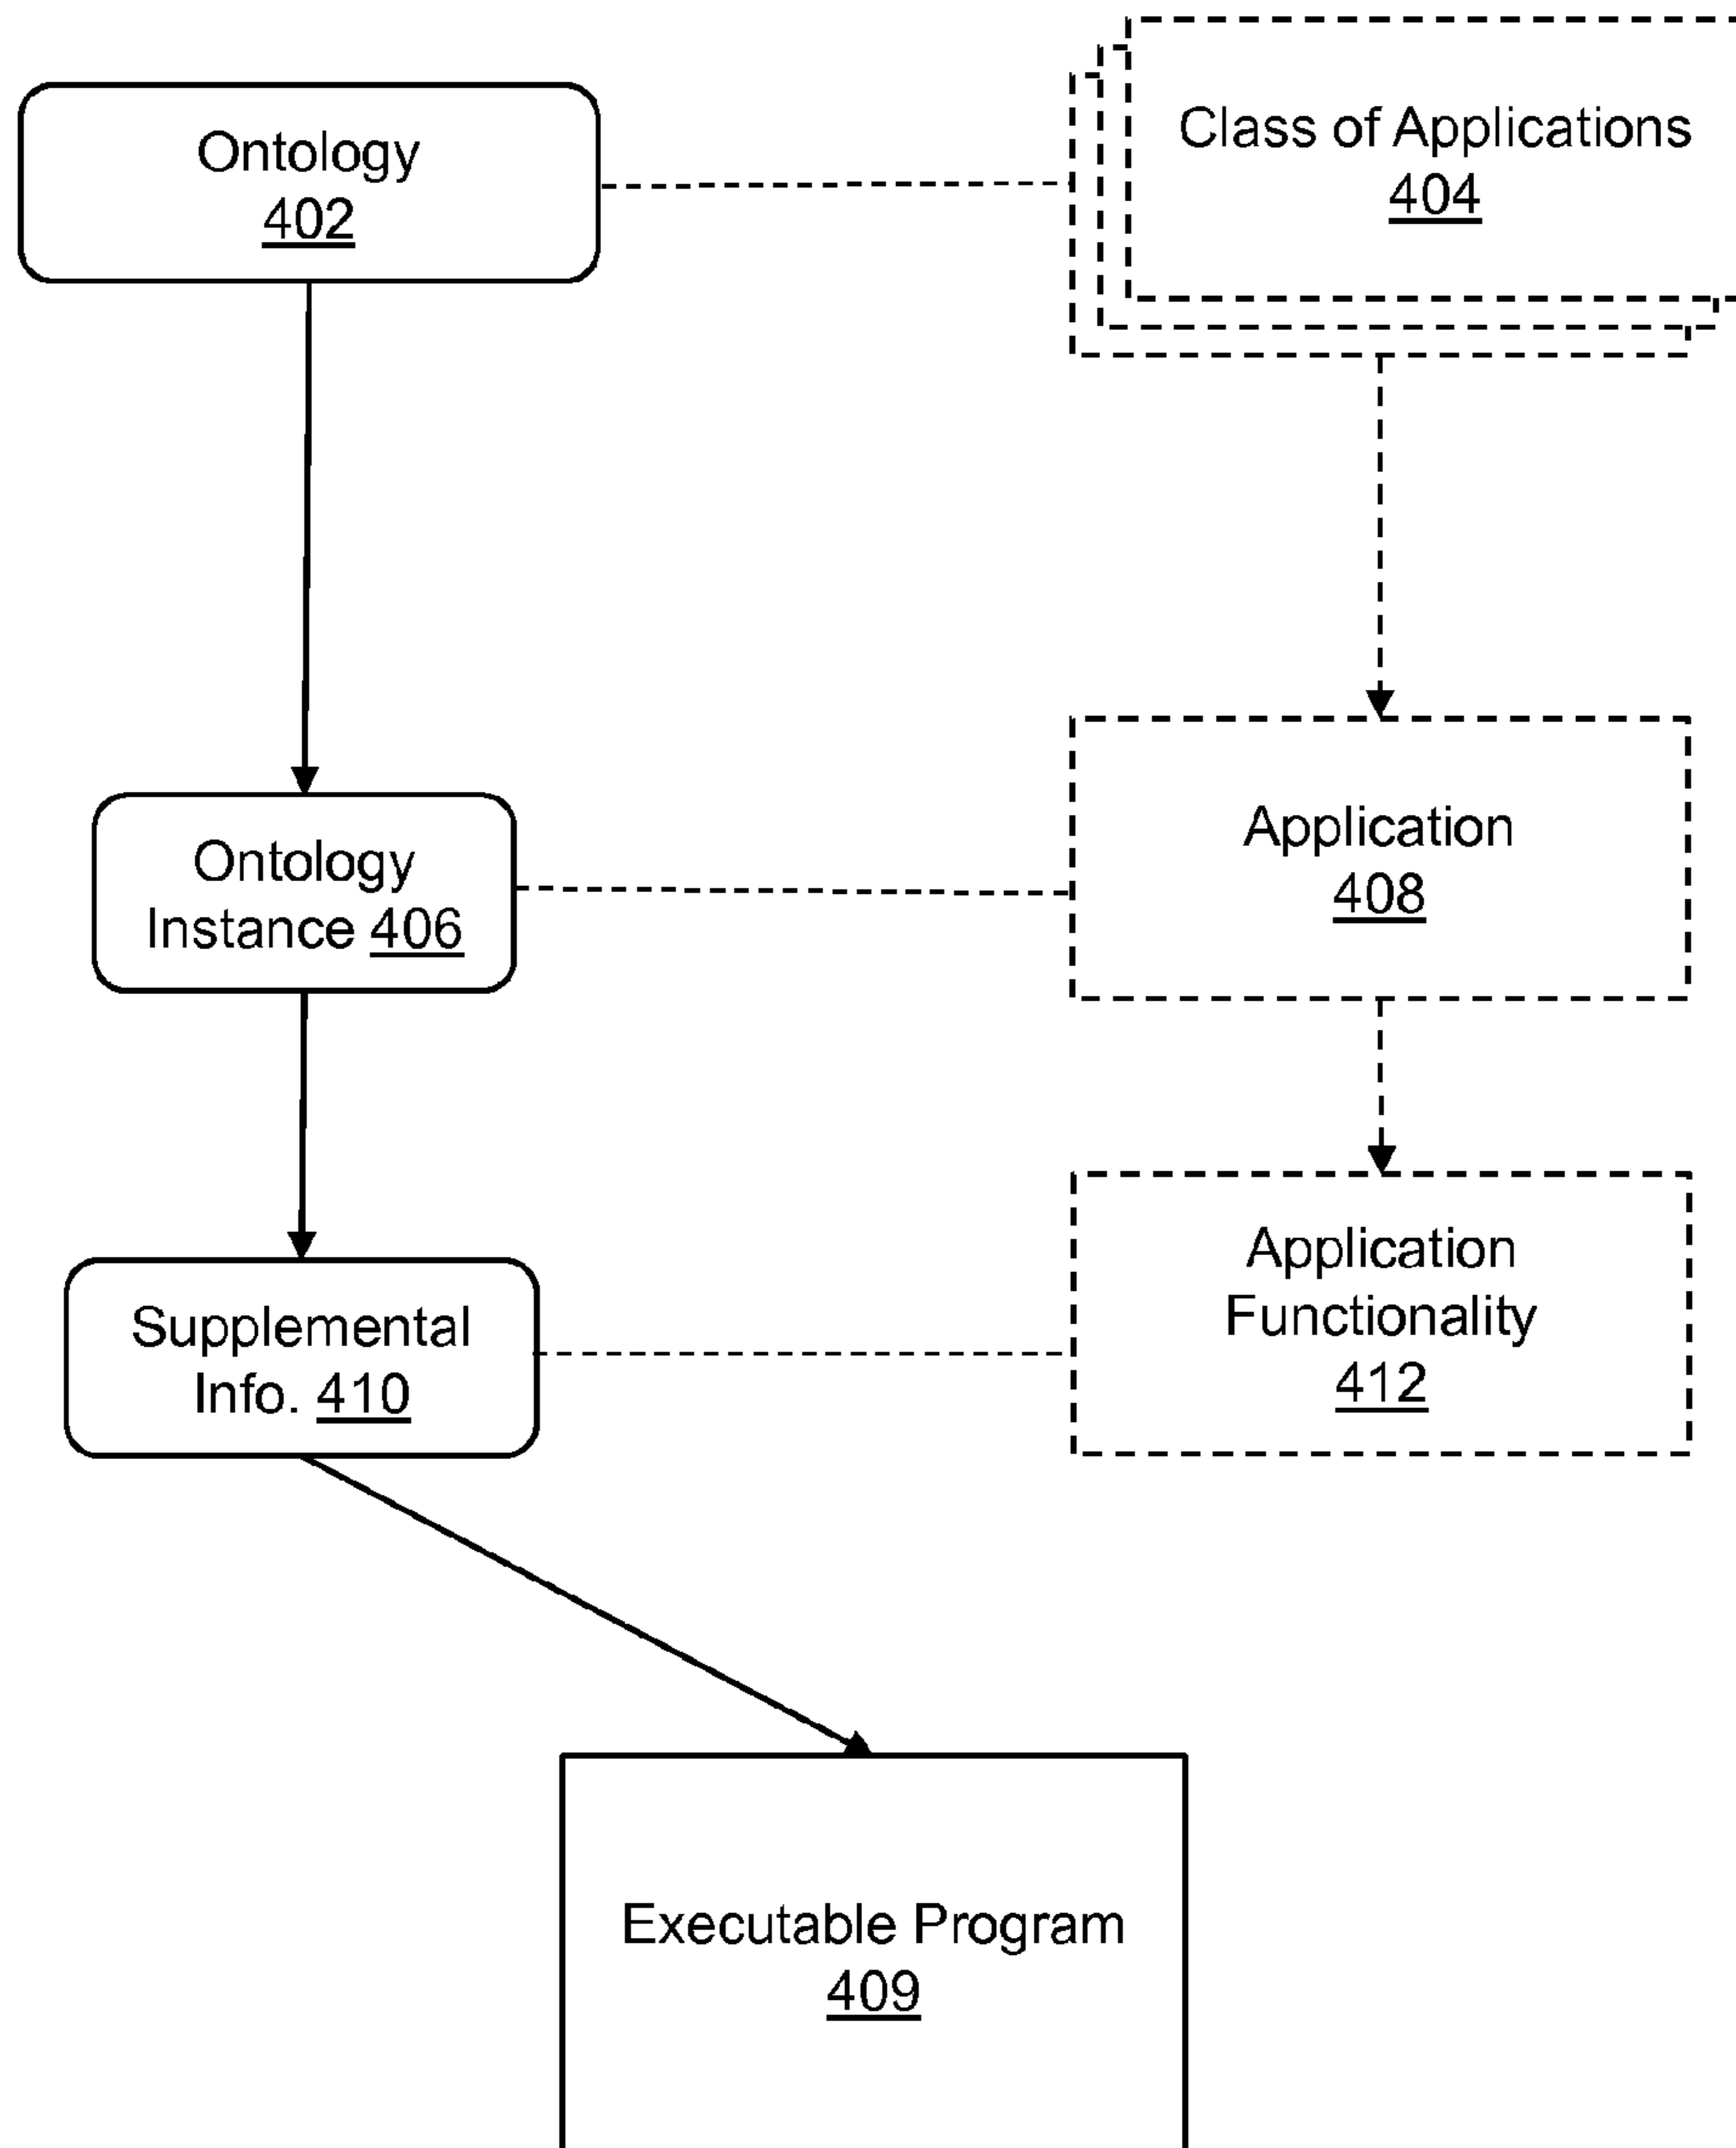 Ontology
402
Class of Applications
404
Ontology
Instance 406
Application
408
Supplemental
Info. 410
Application
Functionality
412
Executable Program
409